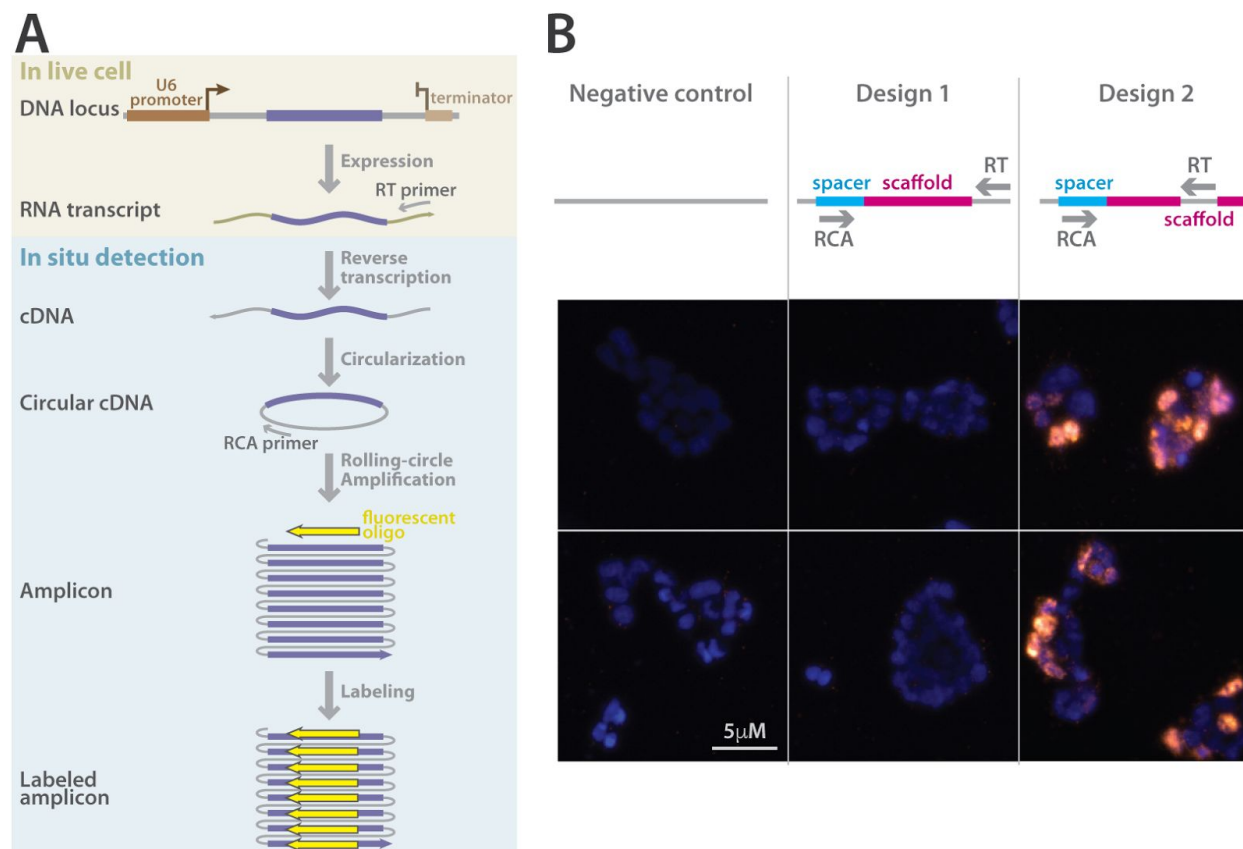 A
In live cell
U6
promoter
terminator
DNA locus
Expression
RT primer
RNA transcript
In situ detection
Reverse
transcription
cDNA
Circularization
Circular cDNA
RCA primer
Rolling-circle
Amplification
fluorescent
oligo
Amplicon
Labeling
Labeled
amplicon
B
Negative control
Design 1
Design 2
RT
spacer
scaffold
RCA
RT
spacer
scaffold
RCA
5μM